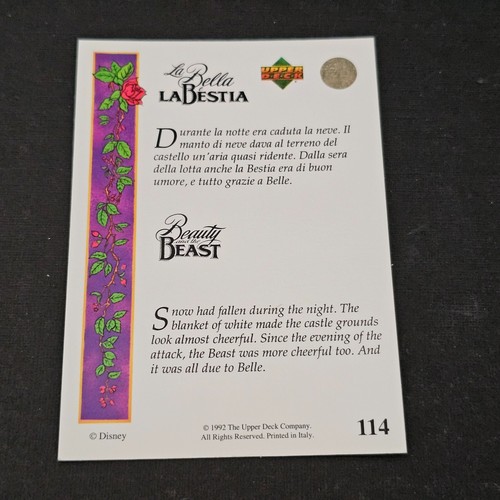 La Bella
LA BESTIA
UPPER
DECK
Durante la notte era caduta la neve. Il
manto di neve dava al terreno del
castello un'aria quasi ridente. Dalla sera
della lotta anche la Bestia era di buon
umore, e tutto grazie a Belle.
Beauty
and the
BEAST
Snow had fallen during the night. The
blanket of white made the castle grounds
look almost cheerful. Since the evening of the
attack, the Beast was more cheerful too. And
it was all due to Belle.
© Disney
© 1992 The Upper Deck Company.
All Rights Reserved. Printed in Italy.
114